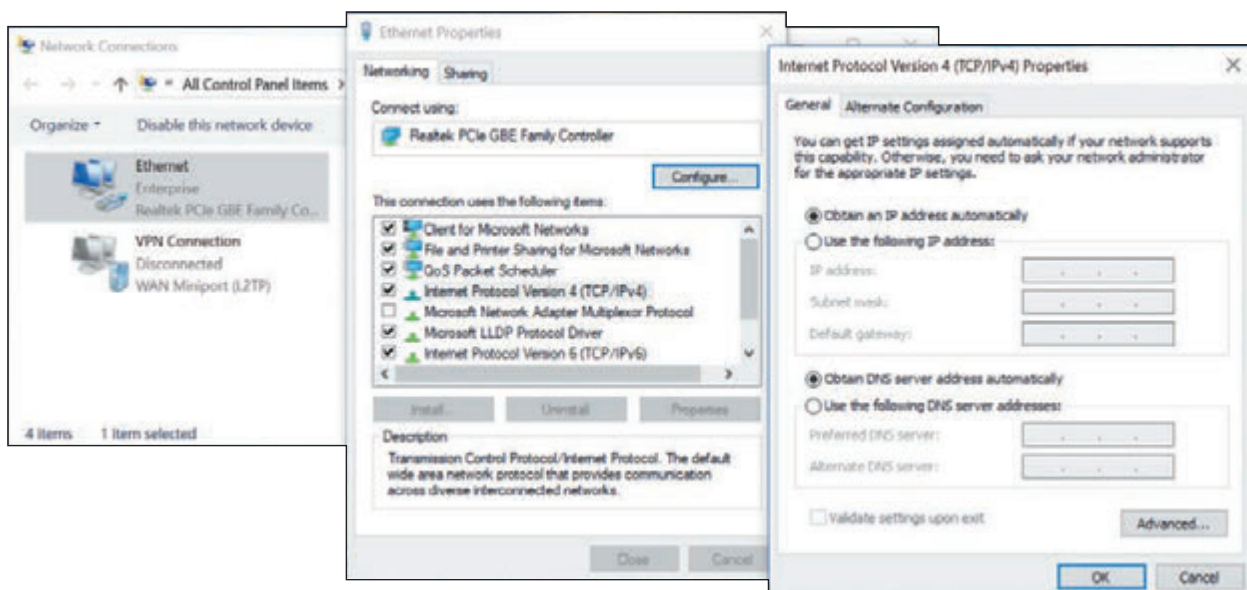 Network Connections
All Control Panel Items
Organize
Disable this network device
Ethernet
Enterprise
Realtek PCIe GBE Family Co...
VPN Connection
Disconnected
WAN Miniport (L2TP)
4 items 1 item selected
Ethernet Properties
Networking Sharing
Connect using:
Realtek PCIe GBE Family Controller
Configure...
This connection uses the following items:
Client for Microsoft Networks
File and Printer Sharing for Microsoft Networks
QoS Packet Scheduler
Internet Protocol Version 4 (TCP/IPv4)
Microsoft Network Adapter Multiplexor Protocol
Microsoft LLDP Protocol Driver
Internet Protocol Version 6 (TCP/IPv6)
Install... Uninstall Properties
Description
Transmission Control Protocol/Internet Protocol. The default
wide area network protocol that provides communication
across diverse interconnected networks.
Close Cancel
Internet Protocol Version 4 (TCP/IPv4) Properties
General Alternate Configuration
You can get IP settings assigned automatically if your network supports
this capability. Otherwise, you need to ask your network administrator
for the appropriate IP settings.
Obtain an IP address automatically
Use the following IP address:
IP address:
Subnet mask:
Default gateway:
Obtain DNS server address automatically
Use the following DNS server addresses:
Preferred DNS server:
Alternate DNS server:
Validate settings upon exit
Advanced...
OK Cancel